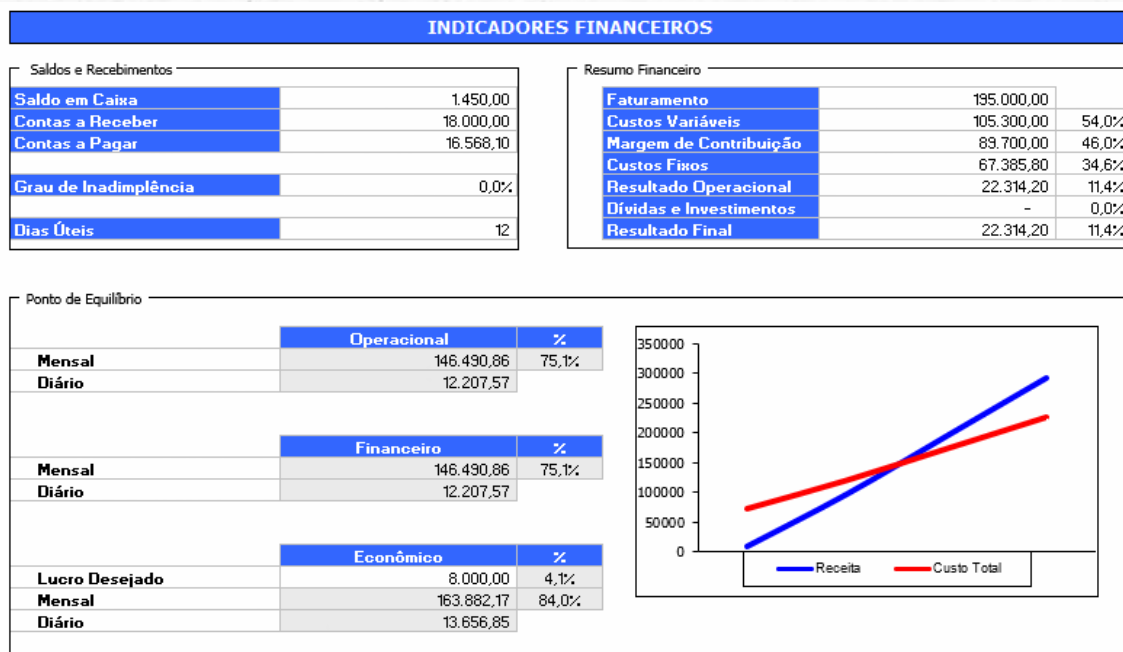 INDICADORES FINANCEIROS
Saldos e Recebimentos
Saldo em Caixa 1.450,00
Contas a Receber 18.000,00
Contas a Pagar 16.568,10
Grau de Inadimplência 0,0%
Dias Úteis 12
Resumo Financeiro
Faturamento 195.000,00
Custos Variáveis 105.300,00 54,0%
Margem de Contribuição 89.700,00 46,0%
Custos Fixos 67.385,80 34,6%
Resultado Operacional 22.314,20 11,4%
Dívidas e Investimentos - 0,0%
Resultado Final 22.314,20 11,4%
Ponto de Equilíbrio
Operacional %
Mensal 146.490,86 75,1%
Diário 12.207,57
Financeiro %
Mensal 146.490,86 75,1%
Diário 12.207,57
Econômico %
Lucro Desejado 8.000,00 4,1%
Mensal 163.882,17 84,0%
Diário 13.656,85
350000
300000
250000
200000
150000
100000
50000
0
Receita Custo Total